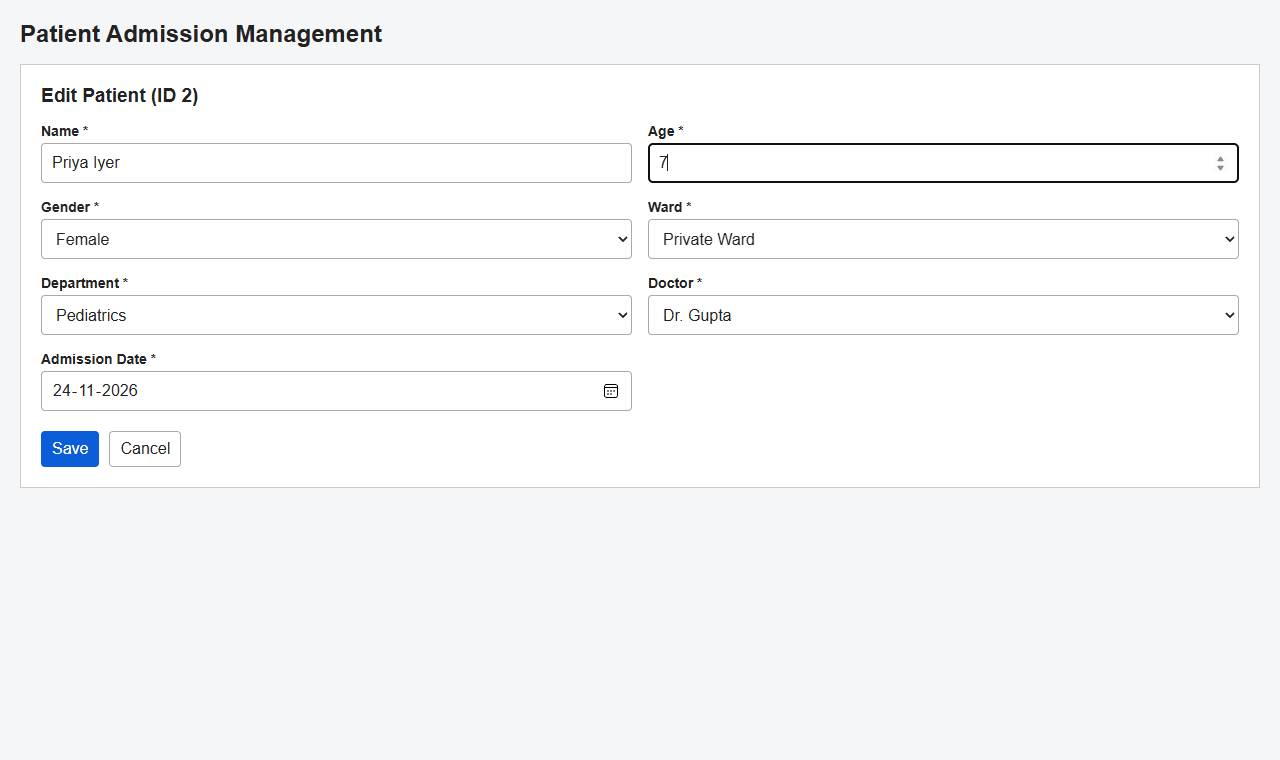 Patient Admission Management
Edit Patient (ID 2)
Name * Age *
Priya Iyer 7
Gender * Ward *
Female Private Ward
Department * Doctor *
Pediatrics Dr. Gupta
Admission Date *
24-11-2026
Save Cancel